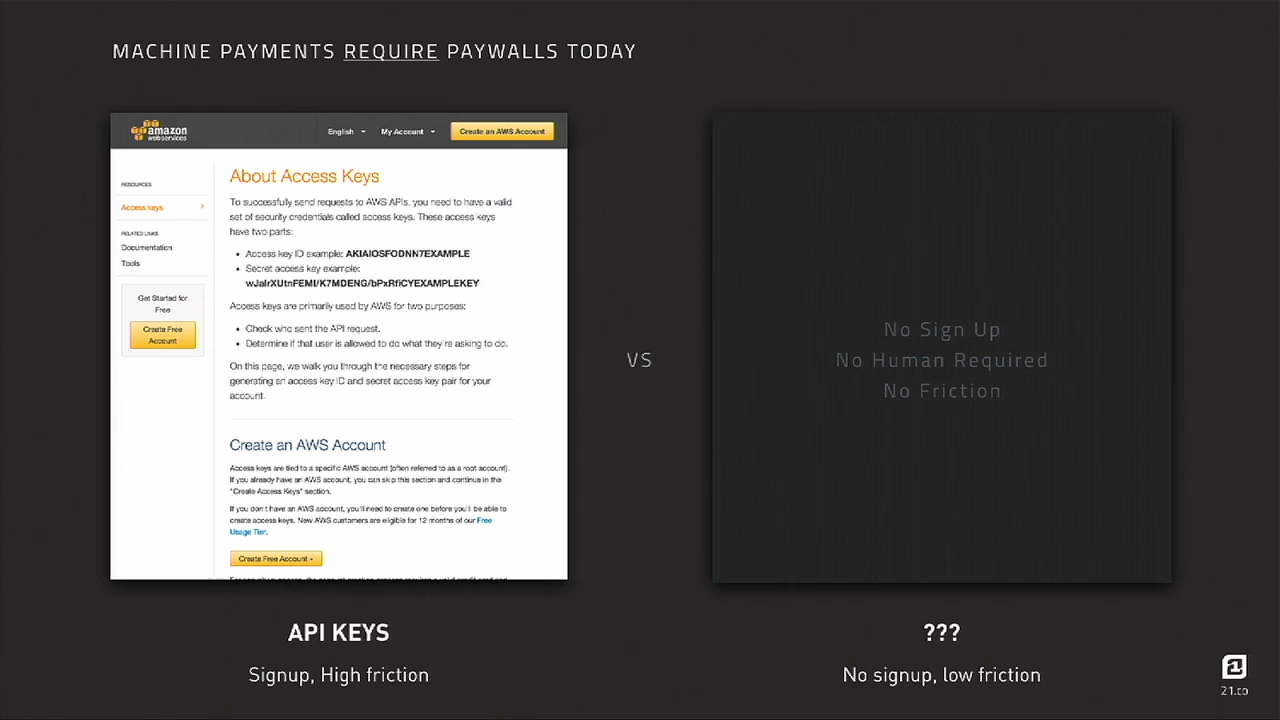 MACHINE PAYMENTS REQUIRE PAYWALLS TODAY
amazon
webservices
English
My Account
Create an AWS Account
RESOURCES
Access keys
RELATED LINKS
Documentation
Tools
Get Started for
Free
Create Free
Account
About Access Keys
To successfully send requests to AWS APIs, you need to have a valid
set of security credentials called access keys. These access keys
have two parts:
• Access key ID example: AKIAIOSFODNN7EXAMPLE
• Secret access key example:
wJalrXUtnFEMI/K7MDENG/bPxRfiCYEXAMPLEKEY
Access keys are primarily used by AWS for two purposes:
• Check who sent the API request.
• Determine if that user is allowed to do what they're asking to do.
On this page, we walk you through the necessary steps for
generating an access key ID and secret access key pair for your
account.
Create an AWS Account
Access keys are tied to a specific AWS account (often referred to as a root account).
If you already have an AWS account, you can skip this section and continue in the
"Create Access Keys" section.
If you don't have an AWS account, you'll need to create one before you'll be able to
create access keys. New AWS customers are eligible for 12 months of our Free
Usage Tier.
Create Free Account
VS
No Sign Up
No Human Required
No Friction
API KEYS
Signup, High friction
???
No signup, low friction
21.co